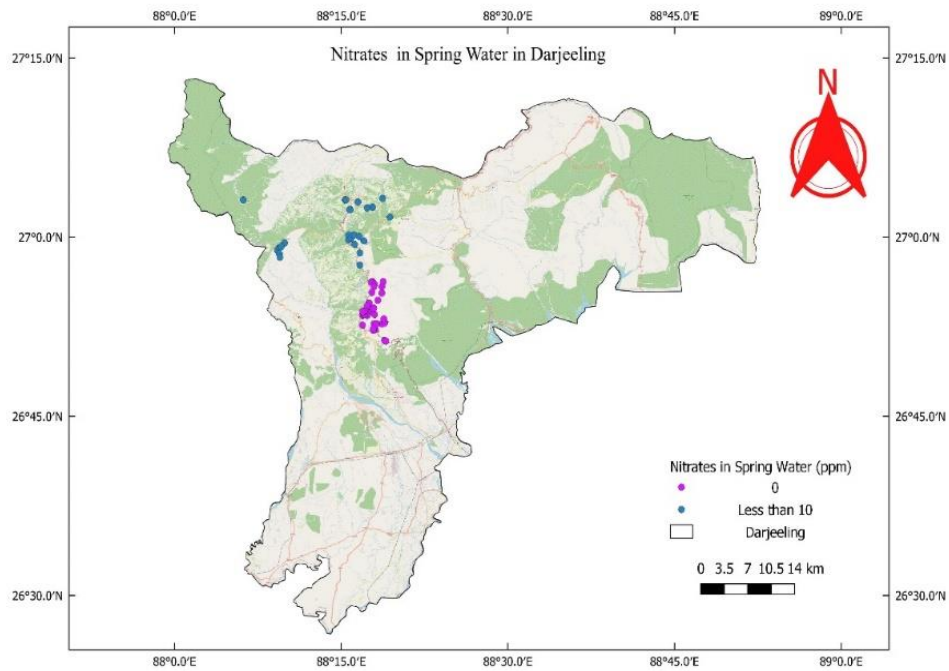 88°0.0'E 88°15.0'E 88°30.0'E 88°45.0'E 89°0.0'E
Nitrates in Spring Water in Darjeeling
27°15.0'N 27°15.0'N
N
27°0.0'N 27°0.0'N
26°45.0'N 26°45.0'N
Nitrates in Spring Water (ppm)
0
Less than 10
Darjeeling
0 3.5 7 10.5 14 km
26°30.0'N 26°30.0'N
88°0.0'E 88°15.0'E 88°30.0'E 88°45.0'E 89°0.0'E